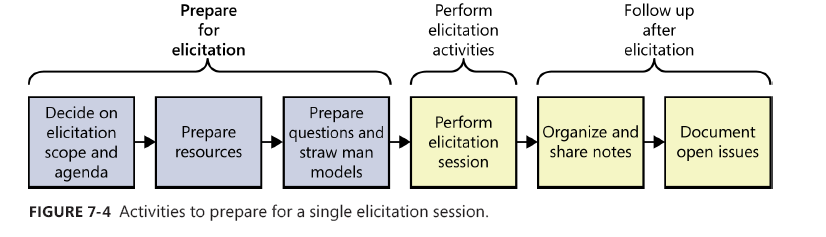 Prepare
for
elicitation
Perform
elicitation
activities
Follow up
after
elicitation
Decide on
elicitation
scope and
agenda
Prepare
resources
Prepare
questions and
straw man
models
Perform
elicitation
session
Organize and
share notes
Document
open issues
FIGURE 7-4 Activities to prepare for a single elicitation session.